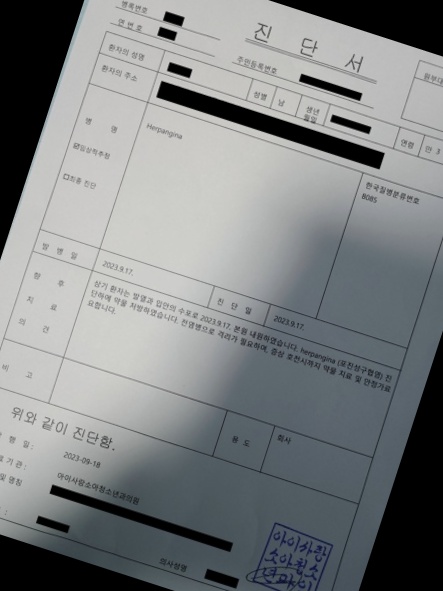 병록번호
연 번 호
진 단 서
주민등록번호
원부대
환자의 성명
성별 남
생년
월일
연령 만 3
환자의 주소
병 명
☑임상적추정
☐최종 진단
Herpangina
한국질병분류번호
B085
발 병 일
2023.9.17.
진 단 일
2023.9.17.
향 후
치 료
의 견
상기 환자는 발열과 입안의 수포로 2023.9.17. 본원 내원하였습니다. herpangina (포진성구협염) 진
단하에 약을 처방하였습니다. 전염병으로 격리가 필요하며, 증상 호전시까지 약물 치료 및 안정가료
요합니다.
비 고
용 도
회사
위와 같이 진단함.
행 일 :
2023-09-18
기 관 :
아이사랑소아청소년과의원
및 명칭
의사성명
아이사랑
소아청소
년과의